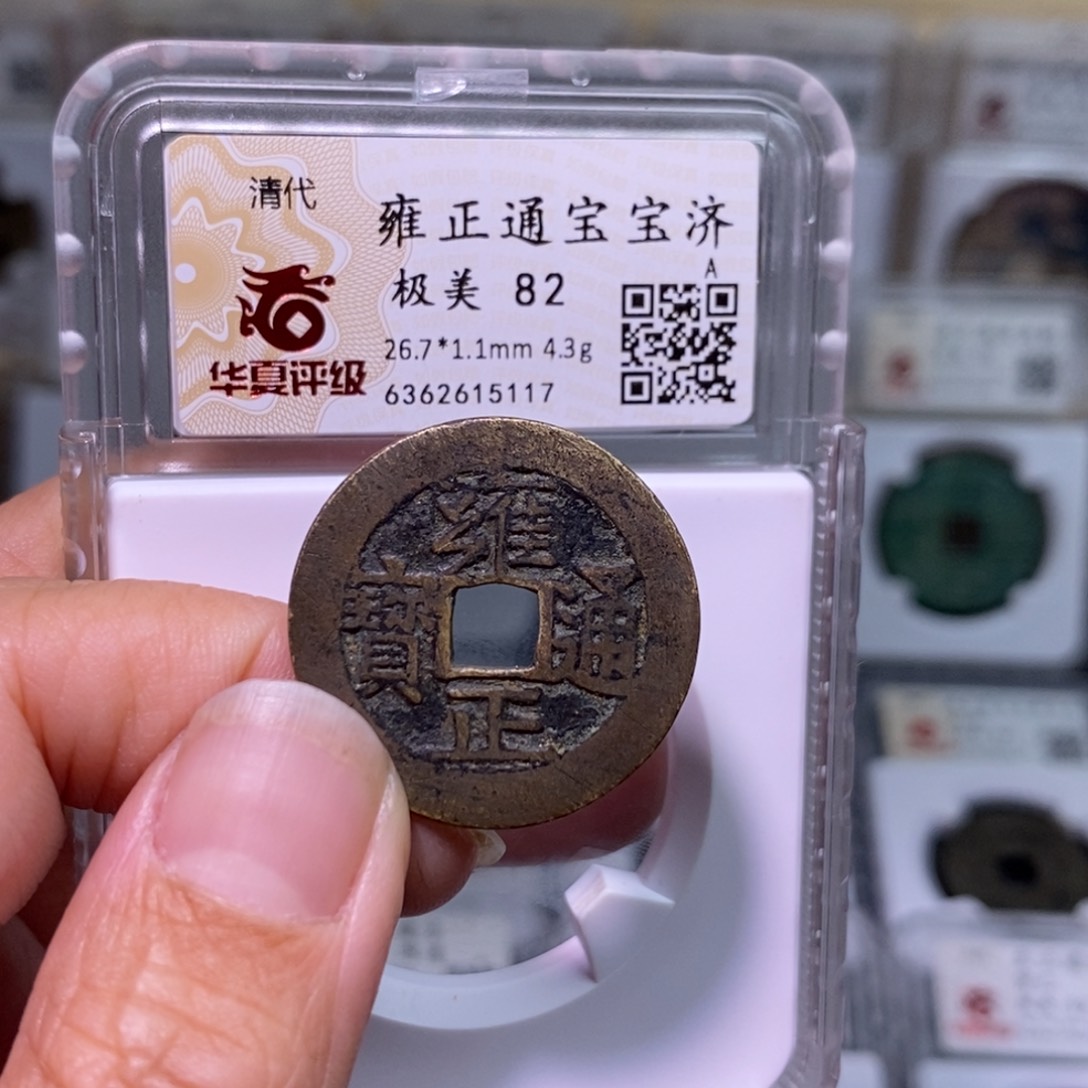 清代
华夏评级
雍正通宝宝济
A
极美 82
26.7*1.1mm 4.3g
6362615117
雍正通寶